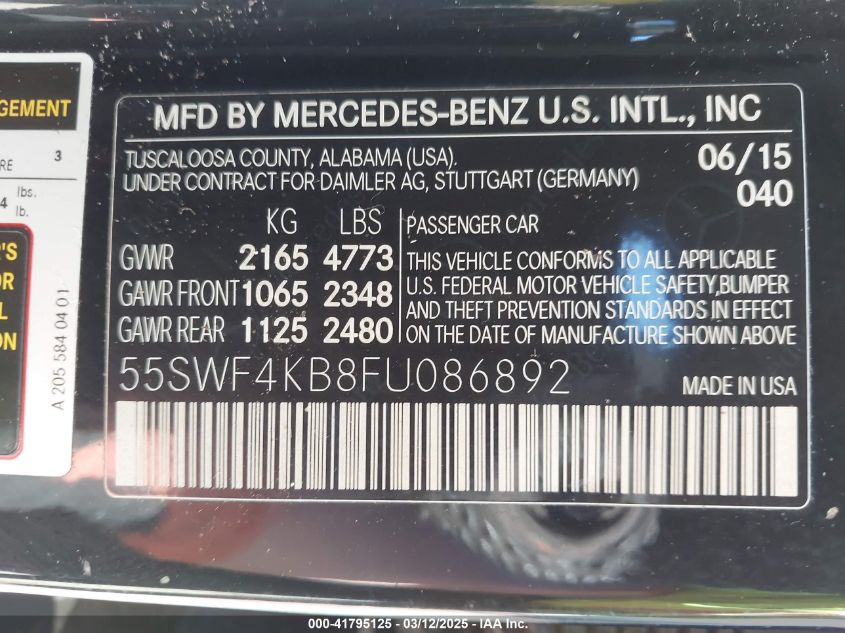 GEMENT
RE 3
lbs.
4 lb.
R'S
OR
L
ON
A 205 584 04 01
MFD BY MERCEDES-BENZ U.S. INTL., INC
TUSCALOOSA COUNTY, ALABAMA (USA). 06/15
UNDER CONTRACT FOR DAIMLER AG, STUTTGART (GERMANY) 040
KG LBS PASSENGER CAR
GVWR 2165 4773
GAWR FRONT 1065 2348
GAWR REAR 1125 2480
THIS VEHICLE CONFORMS TO ALL APPLICABLE
U.S. FEDERAL MOTOR VEHICLE SAFETY,BUMPER
AND THEFT PREVENTION STANDARDS IN EFFECT
ON THE DATE OF MANUFACTURE SHOWN ABOVE
55SWF4KB8FU086892 MADE IN USA
000-41795125 - 03/12/2025 - IAA Inc.